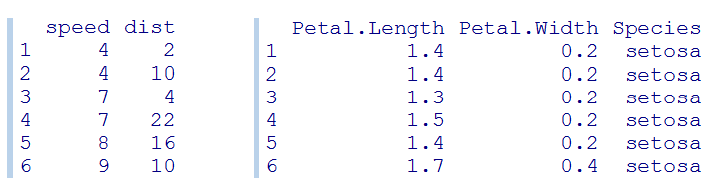 speed dist
1 4 2
2 4 10
3 7 4
4 7 22
5 8 16
6 9 10
Petal.Length Petal.Width Species
1 1.4 0.2 setosa
2 1.4 0.2 setosa
3 1.3 0.2 setosa
4 1.5 0.2 setosa
5 1.4 0.2 setosa
6 1.7 0.4 setosa